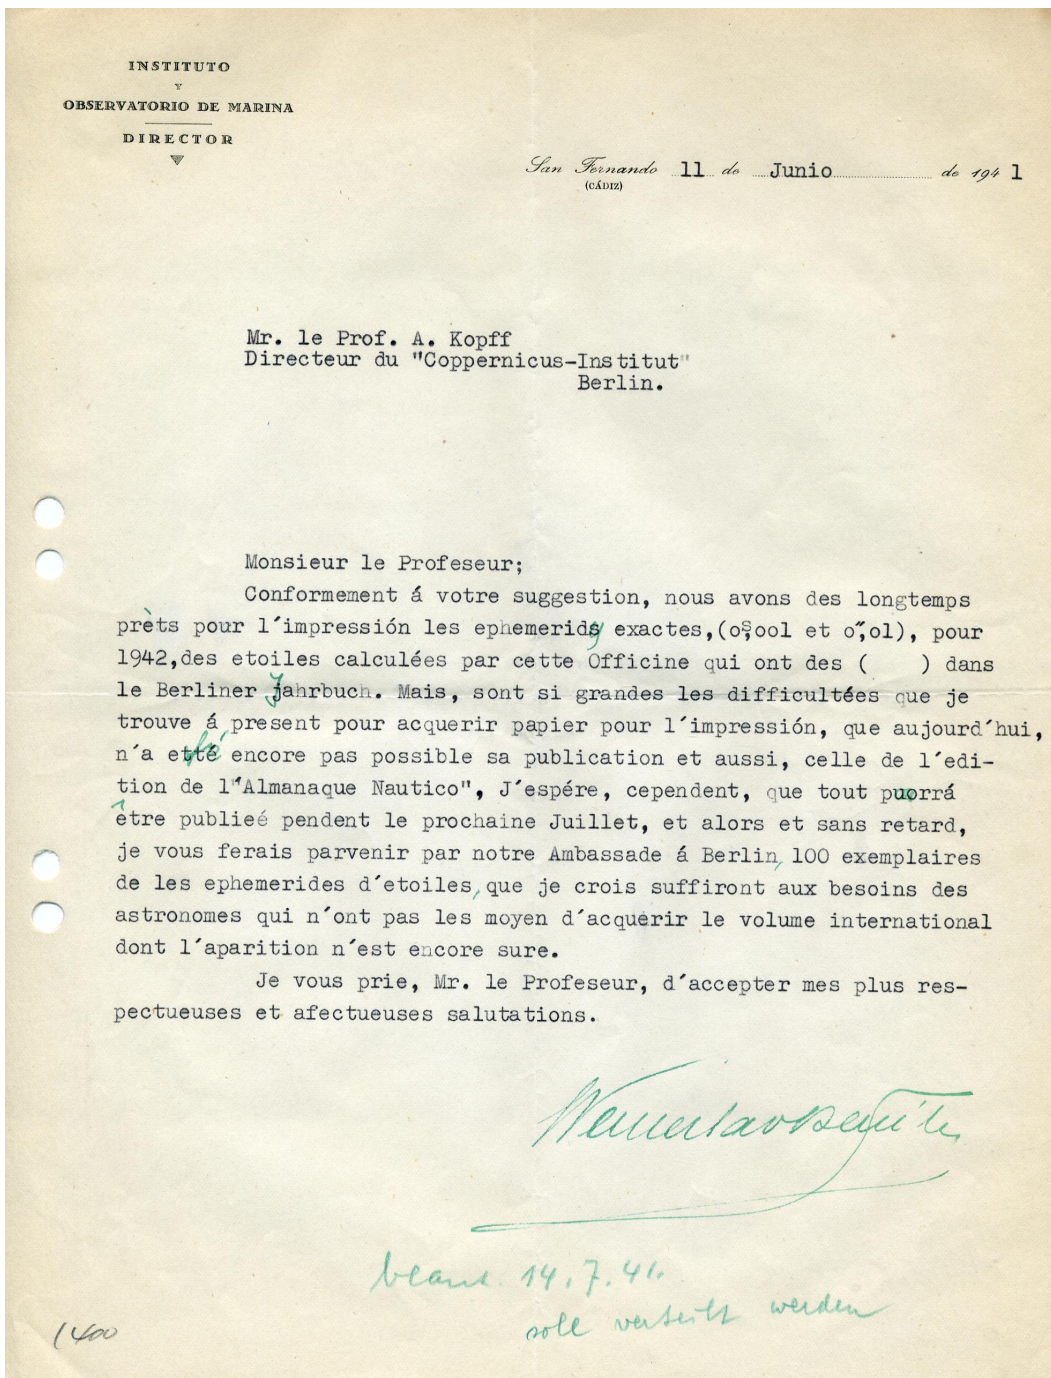 INSTITUTO
Y
OBSERVATORIO DE MARINA
DIRECTOR
San Fernando 11 de Junio de 1941
(CÁDIZ)
Mr. le Prof. A. Kopff
Directeur du "Coppernicus-Institut"
Berlin.
Monsieur le Profeseur;
Conformement á votre suggestion, nous avons des longtemps
prèts pour l'impressión les ephemerids exactes,(oşool et o",ol), pour
1942,des etoiles calculées par cette Officine qui ont des ( ) dans
le Berliner Jahrbuch. Mais, sont si grandes les difficultées que je
trouve á present pour acquerir papier pour l'impressión, que aujourd'hui,
n'a etté encore pas possible sa publication et aussi, celle de l'edi-
tion de l'"Almanaque Nautico", J'espére, cependent, que tout puorrá
être publieé pendent le prochaine Juillet, et alors et sans retard,
je vous ferais parvenir par notre Ambassade á Berlin, 100 exemplaires
de les ephemerides d'etoiles, que je crois suffiront aux besoins des
astronomes qui n'ont pas les moyen d'acquérir le volume international
dont l'aparition n'est encore sure.
Je vous prie, Mr. le Profeseur, d'accepter mes plus res-
pectueuses et afectueuses salutations.
beant. 14.7.41.
soll verteilt werden
1400